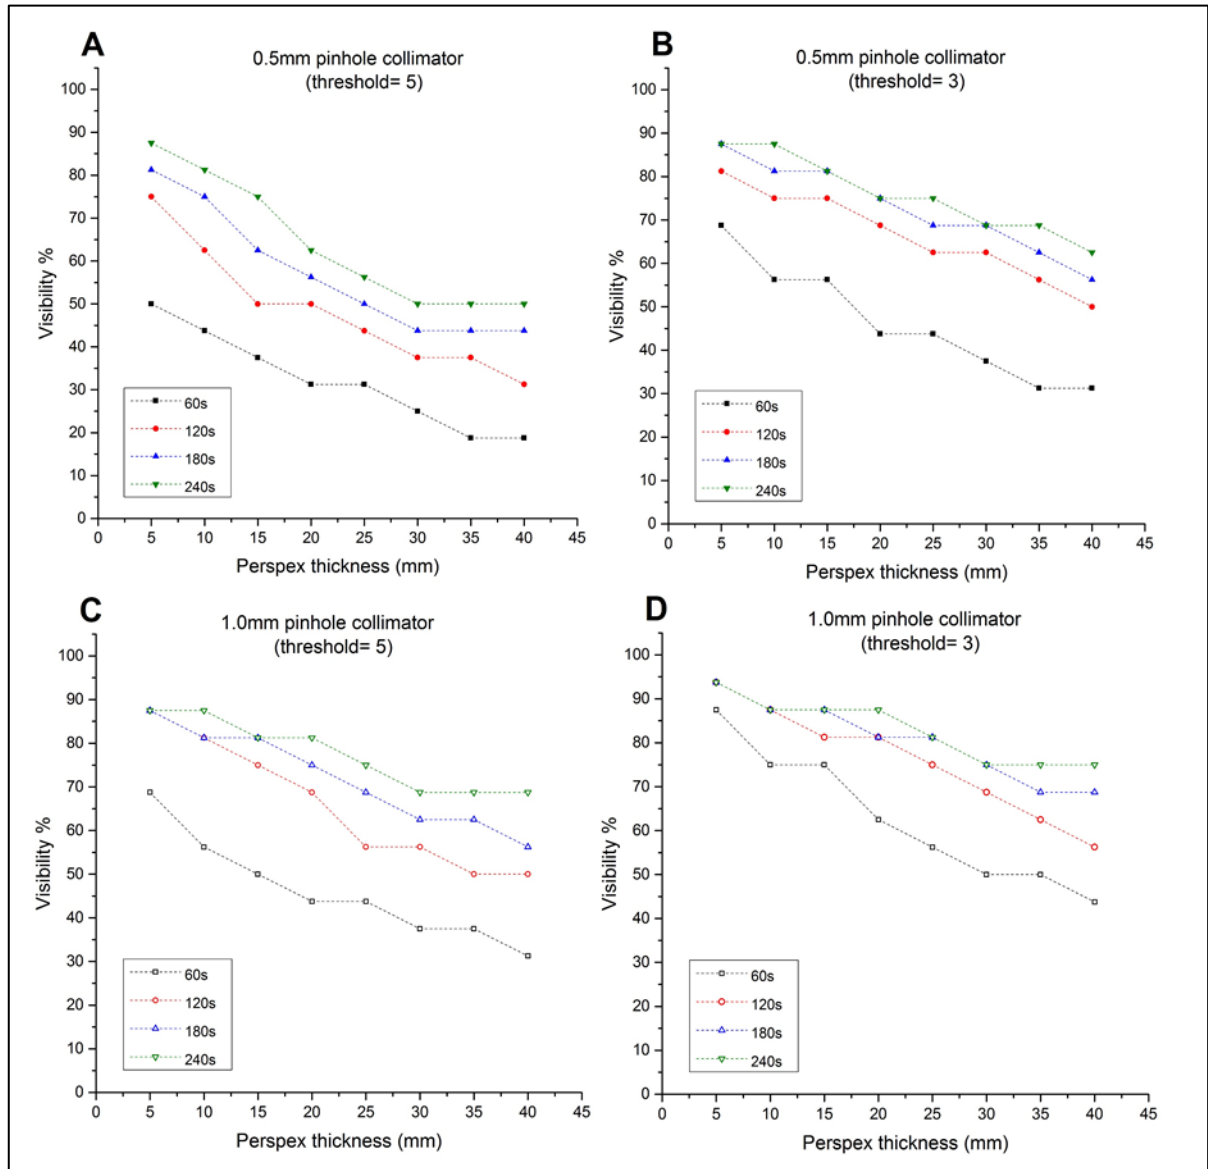 A
0.5mm pinhole collimator
(threshold= 5)
100
90
80
70
60
50
40
30
20
10
0
Visibility %
60s
120s
180s
240s
0 5 10 15 20 25 30 35 40 45
Perspex thickness (mm)
B
0.5mm pinhole collimator
(threshold= 3)
100
90
80
70
60
50
40
30
20
10
0
Visibility %
60s
120s
180s
240s
0 5 10 15 20 25 30 35 40 45
Perspex thickness (mm)
C
1.0mm pinhole collimator
(threshold= 5)
100
90
80
70
60
50
40
30
20
10
0
Visibility %
60s
120s
180s
240s
0 5 10 15 20 25 30 35 40 45
Perspex thickness (mm)
D
1.0mm pinhole collimator
(threshold= 3)
100
90
80
70
60
50
40
30
20
10
0
Visibility %
60s
120s
180s
240s
0 5 10 15 20 25 30 35 40 45
Perspex thickness (mm)